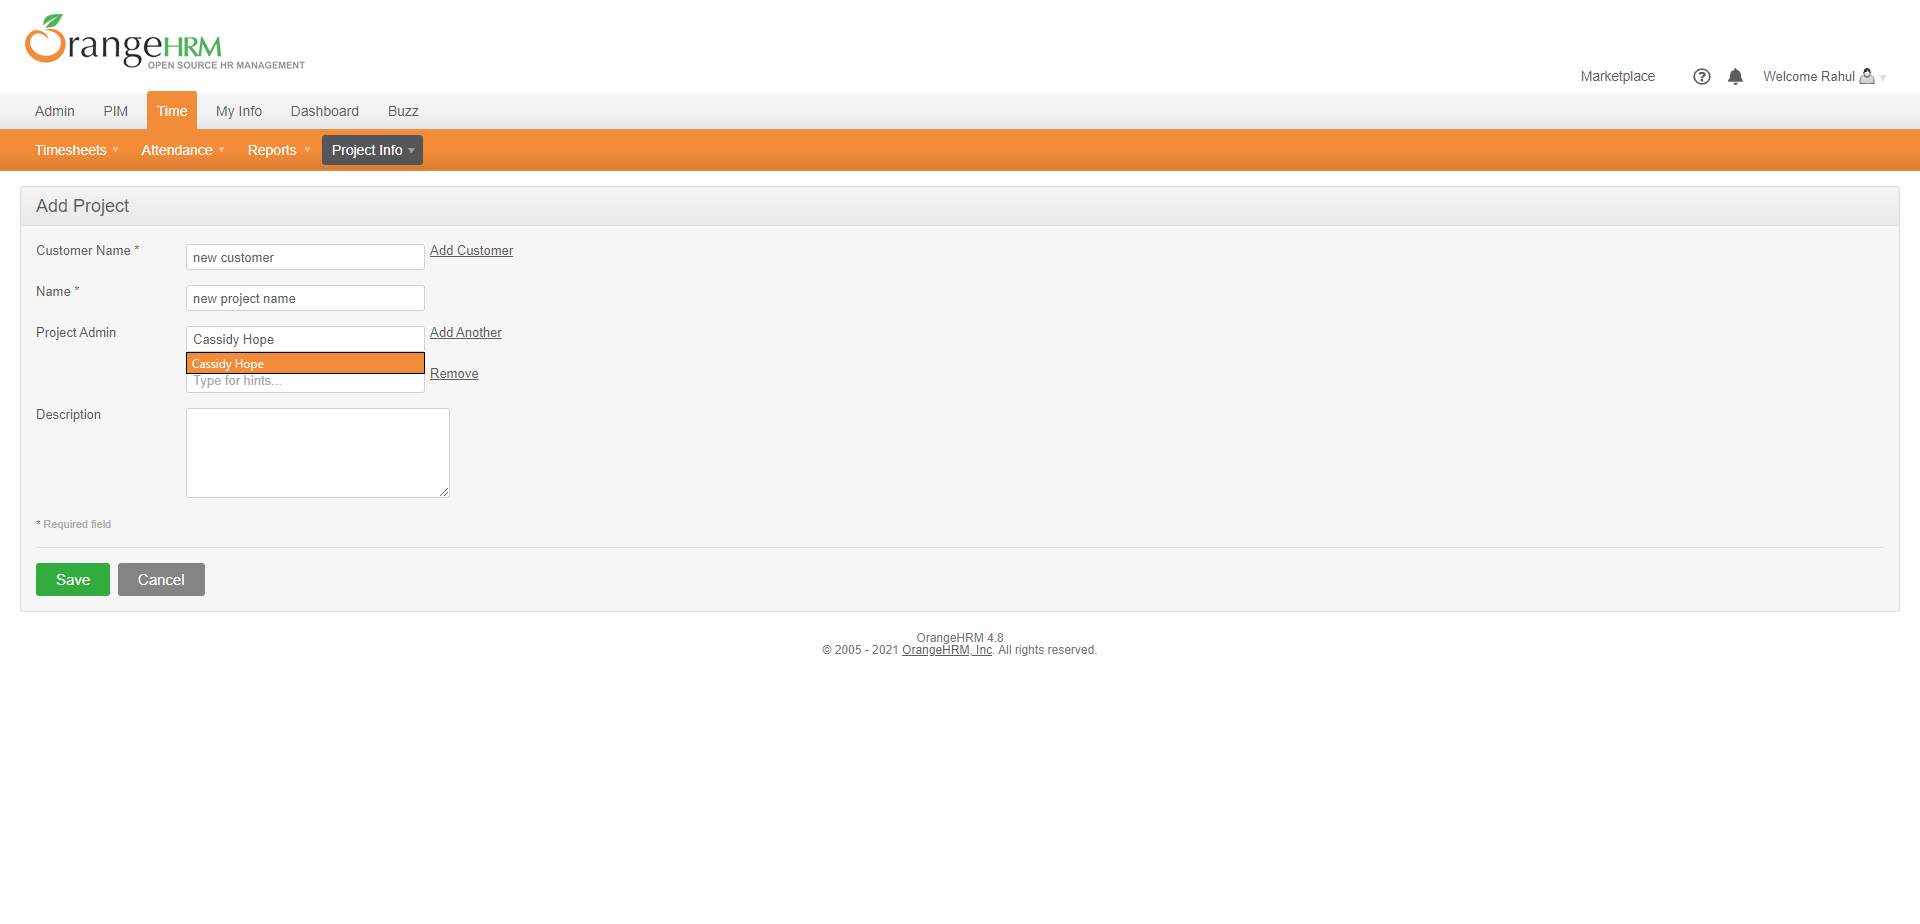 OrangeHRM
OPEN SOURCE HR MANAGEMENT
Marketplace
?
Welcome Rahul
Admin PIM Time My Info Dashboard Buzz
Timesheets Attendance Reports Project Info
Add Project
Customer Name * new customer Add Customer
Name * new project name
Project Admin Cassidy Hope Add Another
Cassidy Hope
Type for hints... Remove
Description
* Required field
Save Cancel
OrangeHRM 4.8
© 2005 - 2021 OrangeHRM, Inc. All rights reserved.